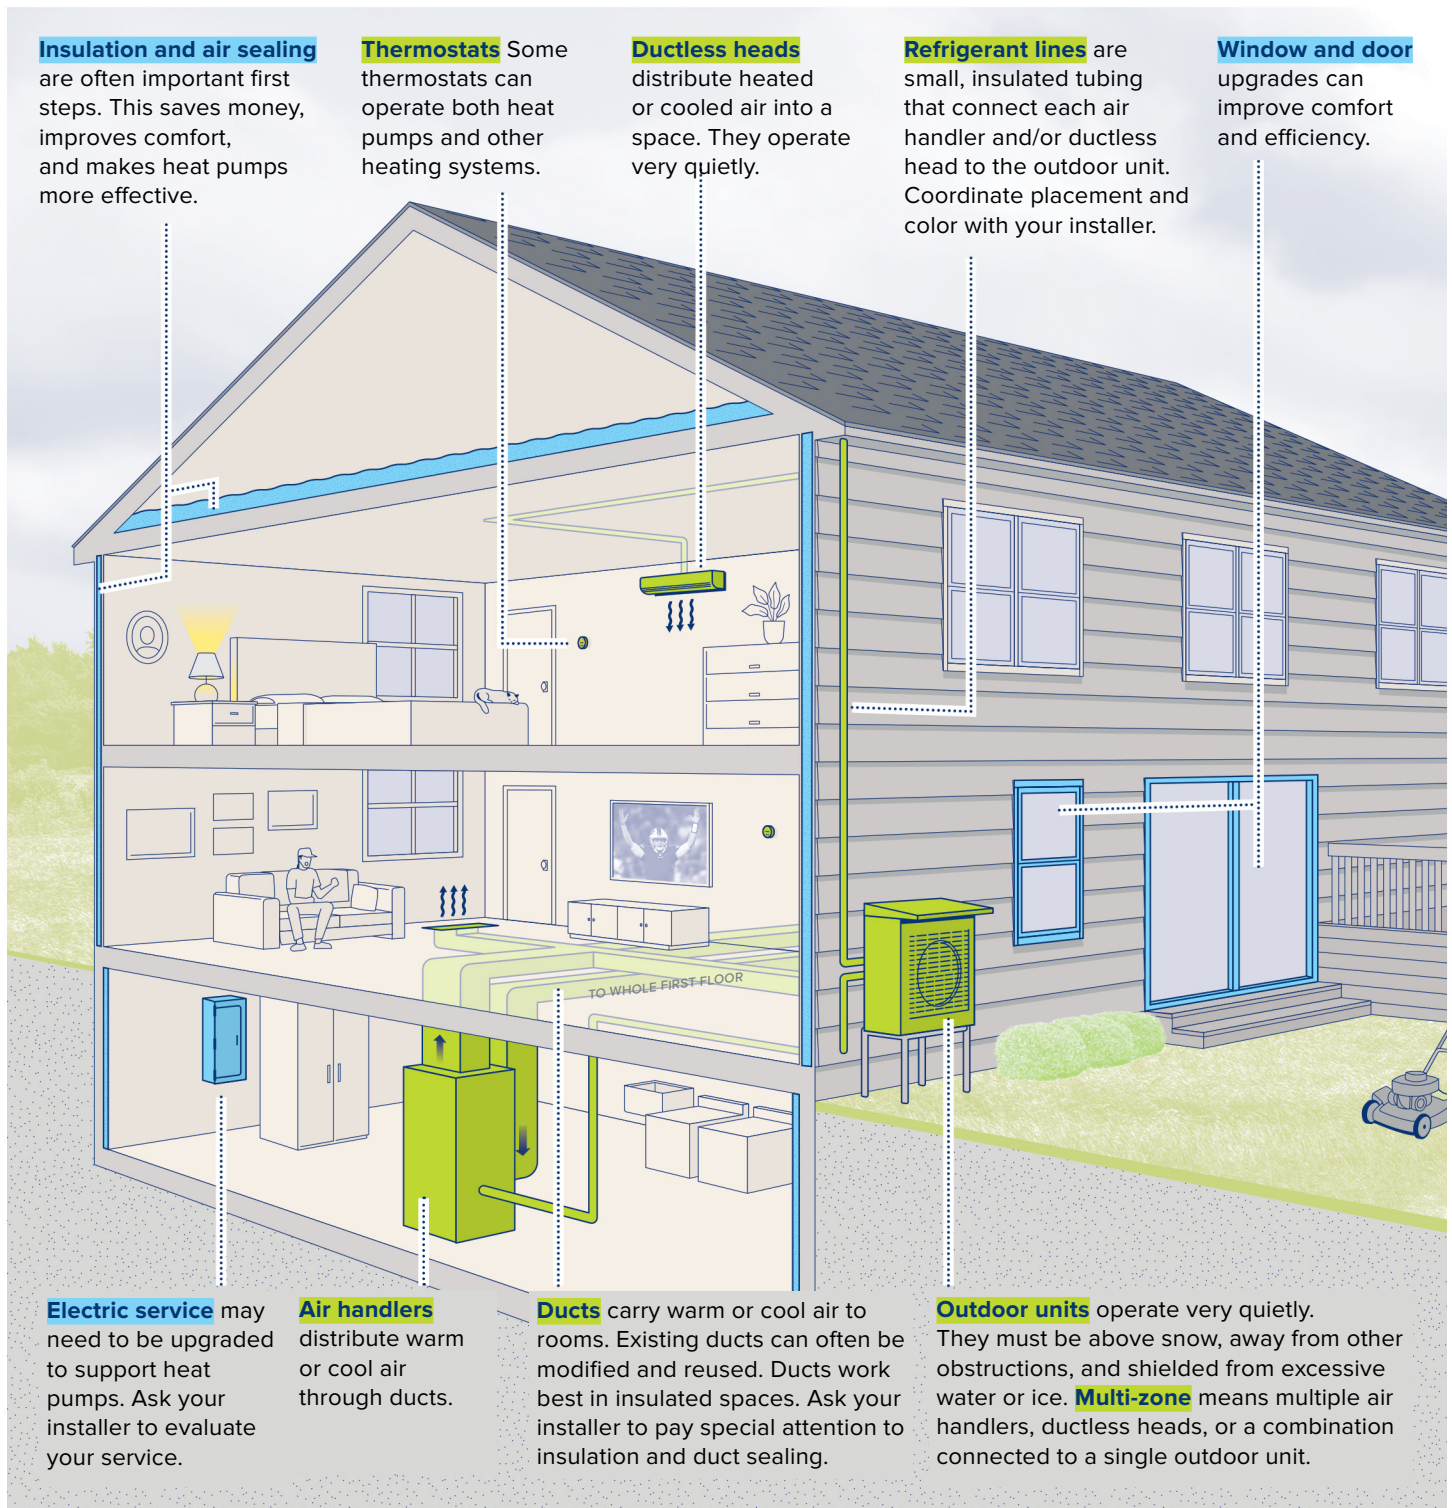 Insulation and air sealing
are often important first
steps. This saves money,
improves comfort,
and makes heat pumps
more effective.
Thermostats Some
thermostats can
operate both heat
pumps and other
heating systems.
Ductless heads
distribute heated
or cooled air into a
space. They operate
very quietly.
Refrigerant lines are
small, insulated tubing
that connect each air
handler and/or ductless
head to the outdoor unit.
Coordinate placement and
color with your installer.
Window and door
upgrades can
improve comfort
and efficiency.
TO WHOLE FIRST FLOOR
Electric service may
need to be upgraded
to support heat
pumps. Ask your
installer to evaluate
your service.
Air handlers
distribute warm
or cool air
through ducts.
Ducts carry warm or cool air to
rooms. Existing ducts can often be
modified and reused. Ducts work
best in insulated spaces. Ask your
installer to pay special attention to
insulation and duct sealing.
Outdoor units operate very quietly.
They must be above snow, away from other
obstructions, and shielded from excessive
water or ice. Multi-zone means multiple air
handlers, ductless heads, or a combination
connected to a single outdoor unit.